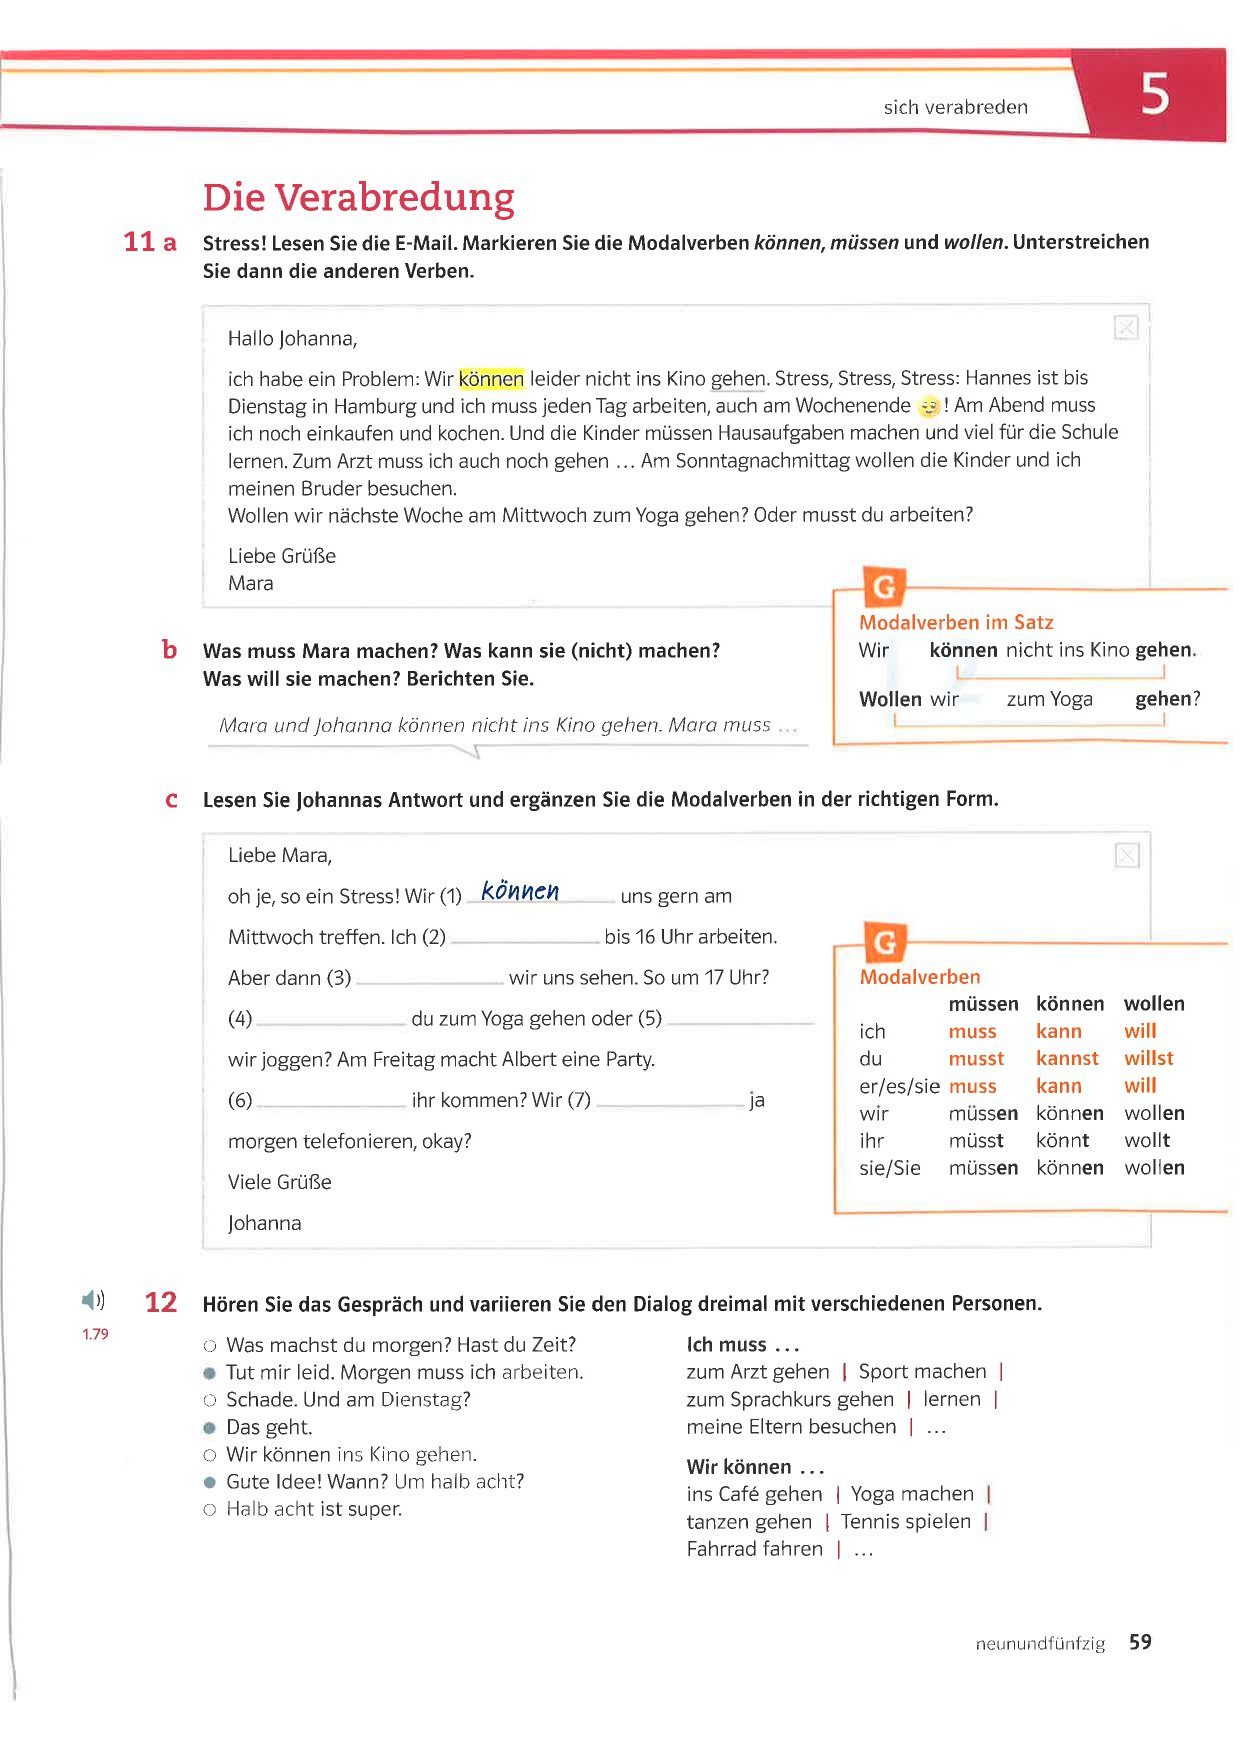 sich verabreden
5
Die Verabredung
11 a Stress! Lesen Sie die E-Mail. Markieren Sie die Modalverben können, müssen und wollen. Unterstreichen
Sie dann die anderen Verben.
Hallo Johanna,
ich habe ein Problem: Wir können leider nicht ins Kino gehen. Stress, Stress, Stress: Hannes ist bis
Dienstag in Hamburg und ich muss jeden Tag arbeiten, auch am Wochenende 😥! Am Abend muss
ich noch einkaufen und kochen. Und die Kinder müssen Hausaufgaben machen und viel für die Schule
lernen. Zum Arzt muss ich auch noch gehen ... Am Sonntagnachmittag wollen die Kinder und ich
meinen Bruder besuchen.
Wollen wir nächste Woche am Mittwoch zum Yoga gehen? Oder musst du arbeiten?
Liebe Grüße
Mara
G
Modalverben im Satz
Wir können nicht ins Kino gehen.
Wollen wir zum Yoga gehen?
b Was muss Mara machen? Was kann sie (nicht) machen?
Was will sie machen? Berichten Sie.
Mara und Johanna können nicht ins Kino gehen. Mara muss ...
c Lesen Sie Johannas Antwort und ergänzen Sie die Modalverben in der richtigen Form.
Liebe Mara,
oh je, so ein Stress! Wir (1) können uns gern am
Mittwoch treffen. Ich (2) ____________ bis 16 Uhr arbeiten.
Aber dann (3) ____________ wir uns sehen. So um 17 Uhr?
(4) ____________ du zum Yoga gehen oder (5) ____________
wir joggen? Am Freitag macht Albert eine Party.
(6) ____________ ihr kommen? Wir (7) ____________ ja
morgen telefonieren, okay?
Viele Grüße
Johanna
G
Modalverben
müssen können wollen
ich muss kann will
du musst kannst willst
er/es/sie muss kann will
wir müssen können wollen
ihr müsst könnt wollt
sie/Sie müssen können wollen
1.79
12 Hören Sie das Gespräch und variieren Sie den Dialog dreimal mit verschiedenen Personen.
○ Was machst du morgen? Hast du Zeit?
● Tut mir leid. Morgen muss ich arbeiten.
○ Schade. Und am Dienstag?
● Das geht.
○ Wir können ins Kino gehen.
● Gute Idee! Wann? Um halb acht?
○ Halb acht ist super.
Ich muss ...
zum Arzt gehen | Sport machen |
zum Sprachkurs gehen | lernen |
meine Eltern besuchen | ...
Wir können ...
ins Café gehen | Yoga machen |
tanzen gehen | Tennis spielen |
Fahrrad fahren | ...
neunundfünfzig 59